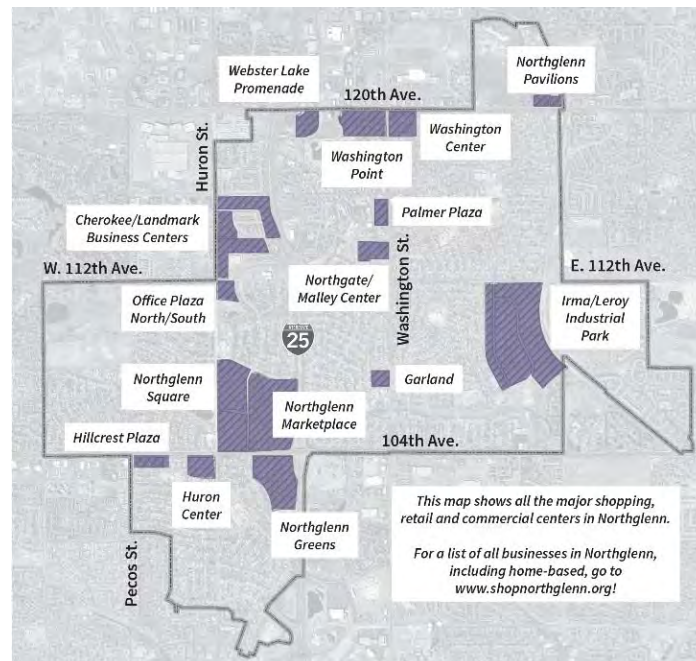 Webster Lake
Promenade
Northglenn
Pavilions
120th Ave.
Huron St.
Washington
Point
Washington
Center
Cherokee/Landmark
Business Centers
Palmer Plaza
Washington St.
W. 112th Ave.
E. 112th Ave.
Northgate/
Malley Center
Office Plaza
North/South
Irma/Leroy
Industrial
Park
INTERSTATE
25
Northglenn
Square
Garland
Northglenn
Marketplace
Hillcrest Plaza
104th Ave.
Huron
Center
Northglenn
Greens
Pecos St.
This map shows all the major shopping,
retail and commercial centers in Northglenn.
For a list of all businesses in Northglenn,
including home-based, go to
www.shopnorthglenn.org!